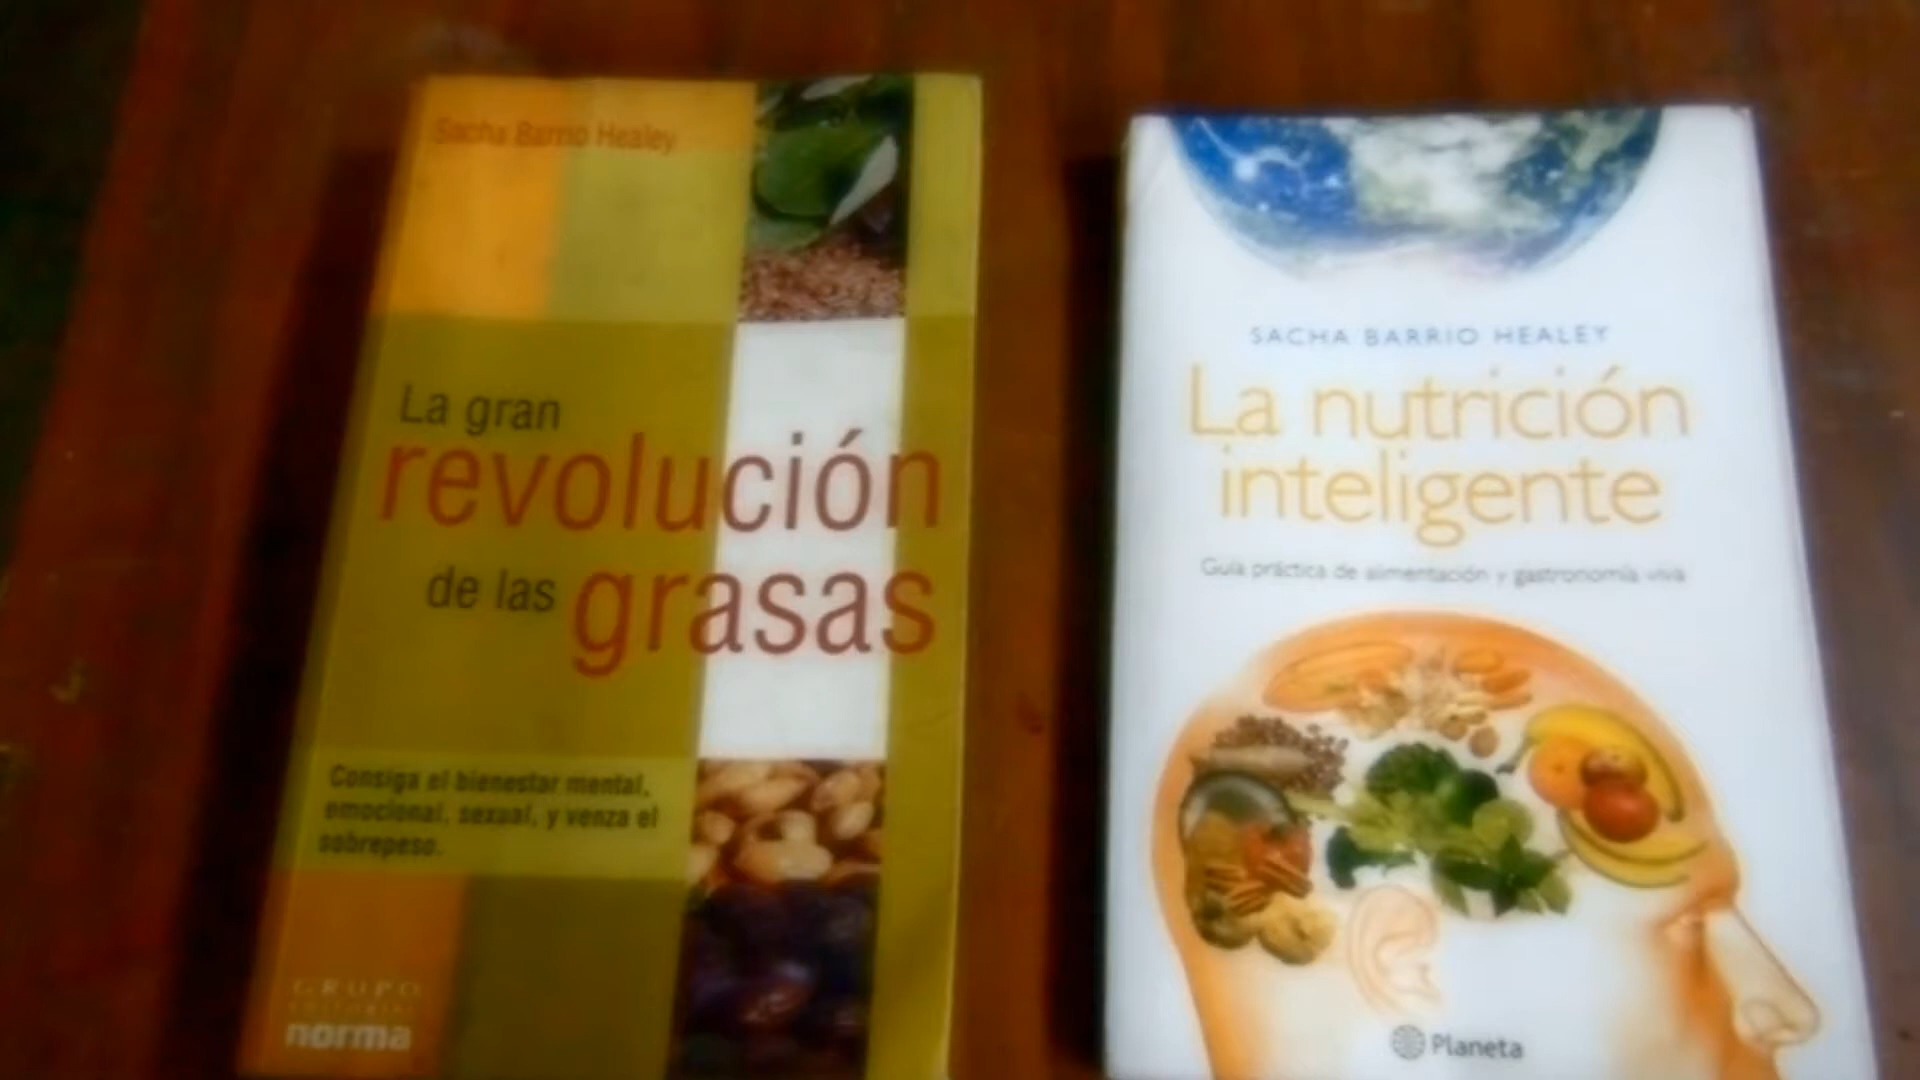 Sacha Barrio Healey
La gran
revolución
de las grasas
Consiga el bienestar mental,
emocional, sexual, y venza el
sobrepeso.
GRUPO
EDITORIAL
norma
SACHA BARRIO HEALEY
La nutrición
inteligente
Guía práctica de alimentación y gastronomía viva
Planeta